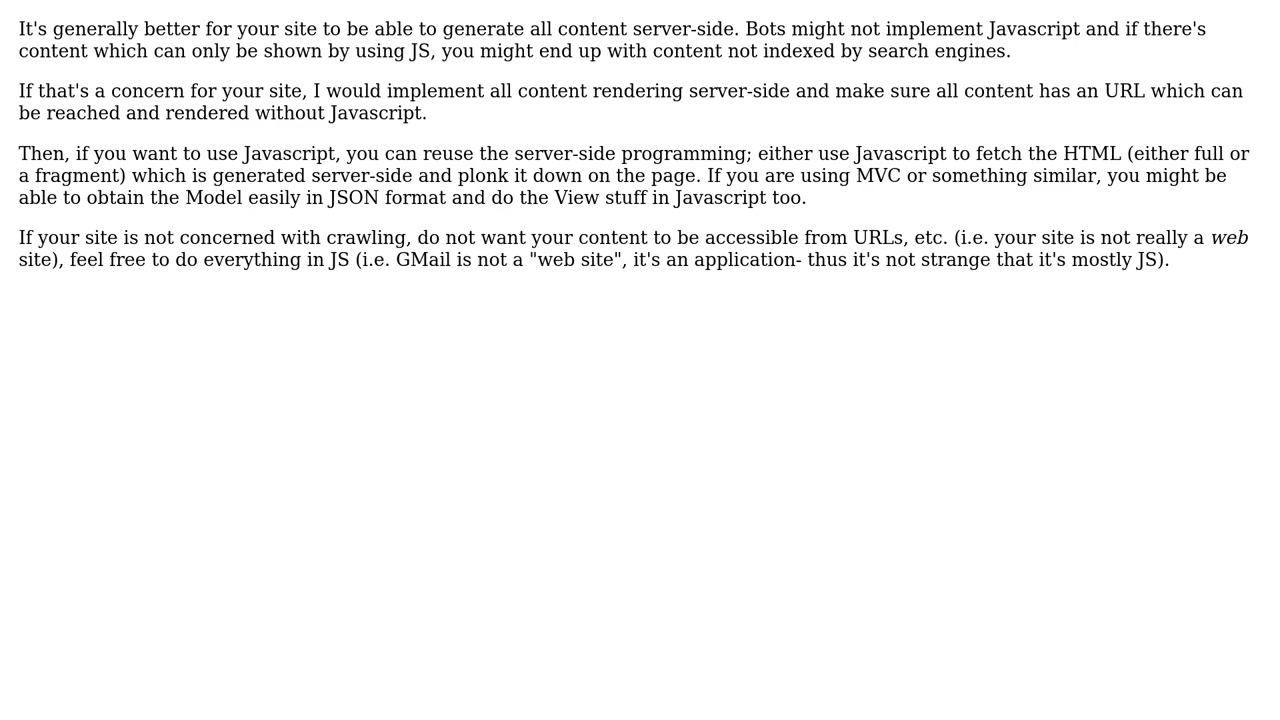 It's generally better for your site to be able to generate all content server-side. Bots might not implement Javascript and if there's
content which can only be shown by using JS, you might end up with content not indexed by search engines.
If that's a concern for your site, I would implement all content rendering server-side and make sure all content has an URL which can
be reached and rendered without Javascript.
Then, if you want to use Javascript, you can reuse the server-side programming; either use Javascript to fetch the HTML (either full or
a fragment) which is generated server-side and plonk it down on the page. If you are using MVC or something similar, you might be
able to obtain the Model easily in JSON format and do the View stuff in Javascript too.
If your site is not concerned with crawling, do not want your content to be accessible from URLs, etc. (i.e. your site is not really a web
site), feel free to do everything in JS (i.e. GMail is not a "web site", it's an application- thus it's not strange that it's mostly JS).